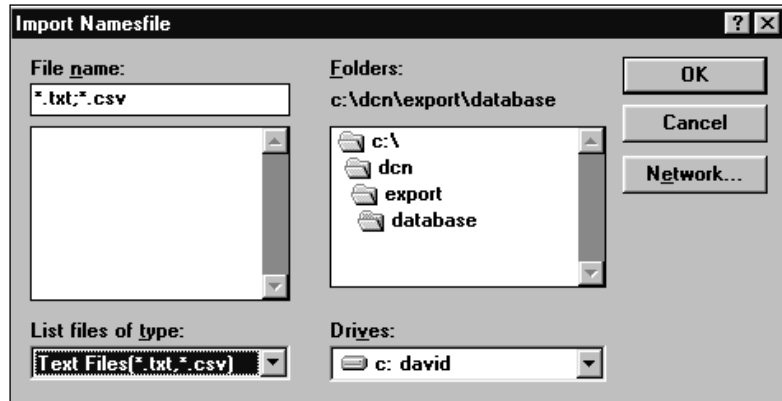 Import Namesfile
File name:
*.txt;*.csv
Folders:
c:\dcn\export\database
c:\
dcn
export
database
OK
Cancel
Network...
List files of type:
Text Files(*.txt,*.csv)
Drives:
c: david